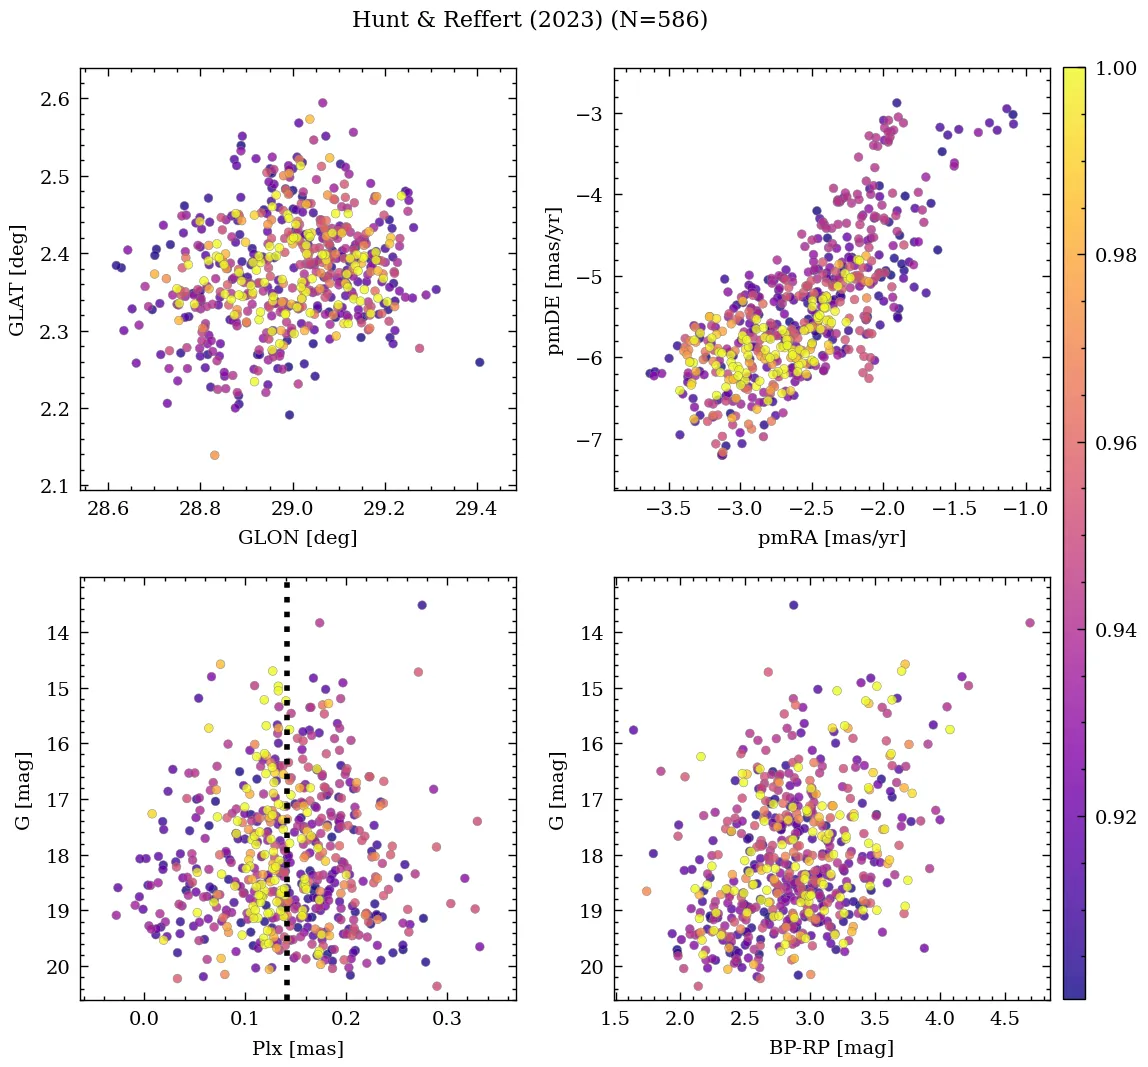 Hunt & Reffert (2023) (N=586)
2.6
2.5
2.4
2.3
2.2
2.1
GLAT [deg]
28.6 28.8 29.0 29.2 29.4
GLON [deg]
−3
−4
−5
−6
−7
pmDE [mas/yr]
−3.5 −3.0 −2.5 −2.0 −1.5 −1.0
pmRA [mas/yr]
14
15
16
17
18
19
20
G [mag]
0.0 0.1 0.2 0.3
Plx [mas]
14
15
16
17
18
19
20
G [mag]
1.5 2.0 2.5 3.0 3.5 4.0 4.5
BP-RP [mag]
1.00
0.98
0.96
0.94
0.92